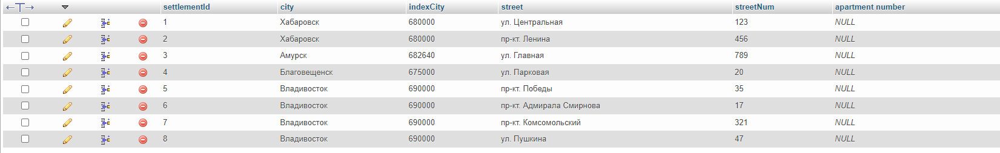 settlementId city indexCity street streetNum apartment number
1 Хабаровск 680000 ул. Центральная 123 NULL
2 Хабаровск 680000 пр-кт. Ленина 456 NULL
3 Амурск 682640 ул. Главная 789 NULL
4 Благовещенск 675000 ул. Парковая 20 NULL
5 Владивосток 690000 пр-кт. Победы 35 NULL
6 Владивосток 690000 пр-кт. Адмирала Смирнова 17 NULL
7 Владивосток 690000 пр-кт. Комсомольский 321 NULL
8 Владивосток 690000 ул. Пушкина 47 NULL